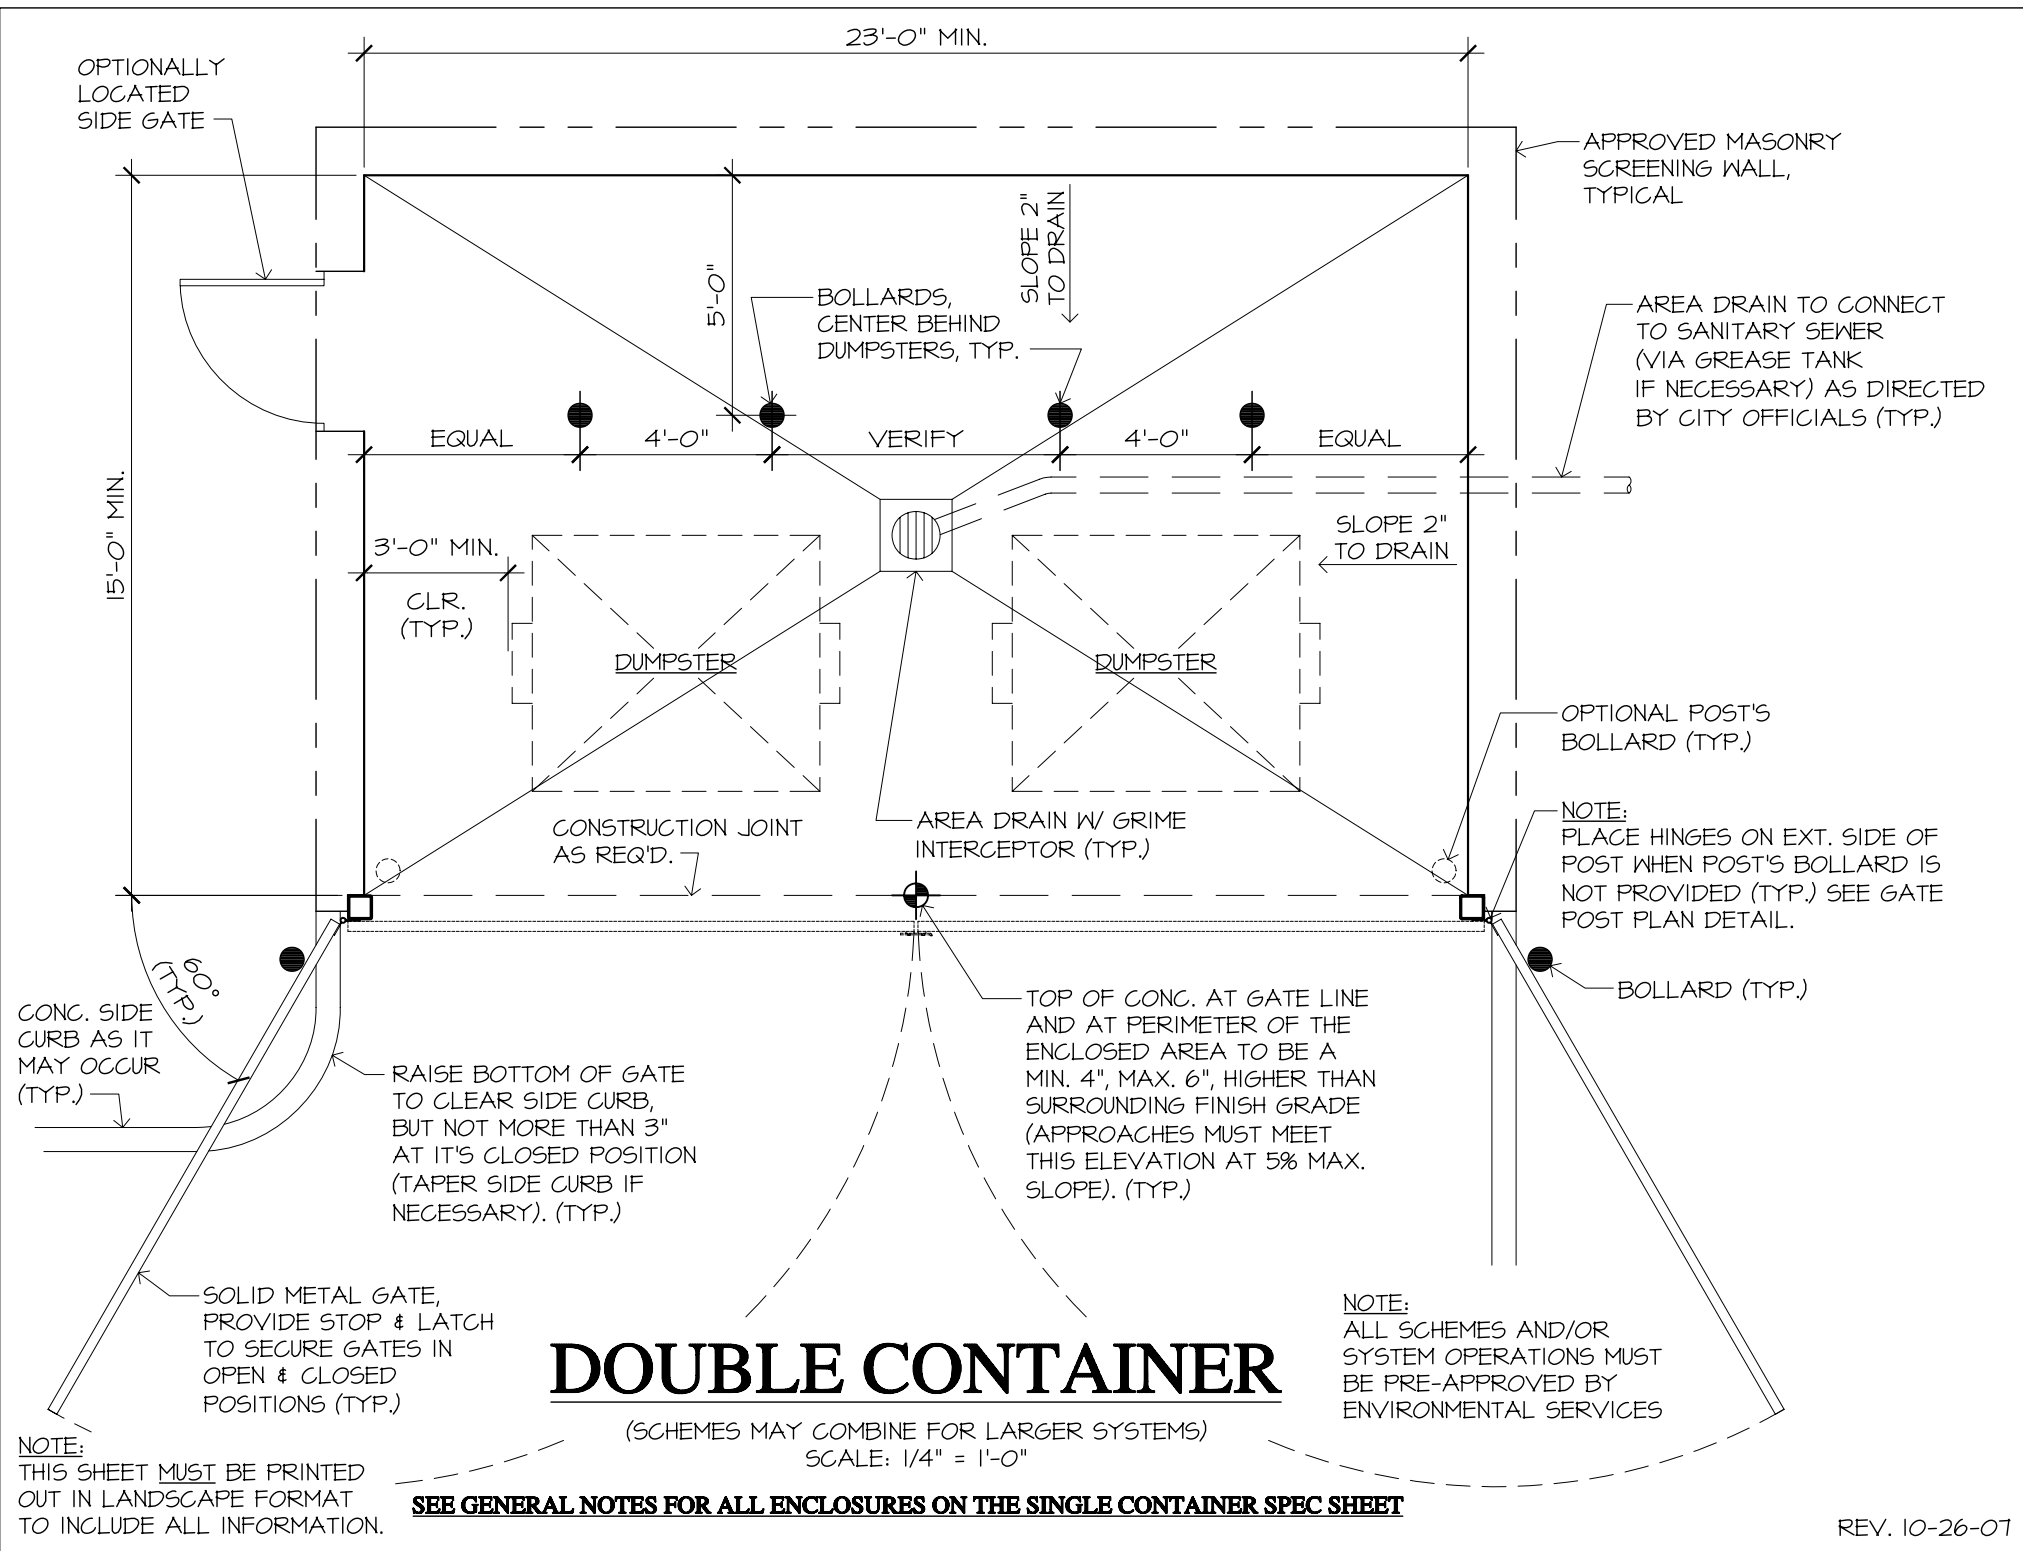 23'-0" MIN.
OPTIONALLY
LOCATED
SIDE GATE
APPROVED MASONRY
SCREENING WALL,
TYPICAL
SLOPE 2"
TO DRAIN
5'-0"
BOLLARDS,
CENTER BEHIND
DUMPSTERS, TYP.
AREA DRAIN TO CONNECT
TO SANITARY SEWER
(VIA GREASE TANK
IF NECESSARY) AS DIRECTED
BY CITY OFFICIALS (TYP.)
EQUAL
4'-0"
VERIFY
4'-0"
EQUAL
15'-0" MIN.
3'-0" MIN.
CLR.
(TYP.)
SLOPE 2"
TO DRAIN
DUMPSTER
DUMPSTER
OPTIONAL POST'S
BOLLARD (TYP.)
CONSTRUCTION JOINT
AS REQ'D.
AREA DRAIN W/ GRIME
INTERCEPTOR (TYP.)
NOTE:
PLACE HINGES ON EXT. SIDE OF
POST WHEN POST'S BOLLARD IS
NOT PROVIDED (TYP.) SEE GATE
POST PLAN DETAIL.
60°
(TYP.)
BOLLARD (TYP.)
CONC. SIDE
CURB AS IT
MAY OCCUR
(TYP.)
RAISE BOTTOM OF GATE
TO CLEAR SIDE CURB,
BUT NOT MORE THAN 3"
AT IT'S CLOSED POSITION
(TAPER SIDE CURB IF
NECESSARY). (TYP.)
TOP OF CONC. AT GATE LINE
AND AT PERIMETER OF THE
ENCLOSED AREA TO BE A
MIN. 4", MAX. 6", HIGHER THAN
SURROUNDING FINISH GRADE
(APPROACHES MUST MEET
THIS ELEVATION AT 5% MAX.
SLOPE). (TYP.)
SOLID METAL GATE,
PROVIDE STOP & LATCH
TO SECURE GATES IN
OPEN & CLOSED
POSITIONS (TYP.)
NOTE:
ALL SCHEMES AND/OR
SYSTEM OPERATIONS MUST
BE PRE-APPROVED BY
ENVIRONMENTAL SERVICES
DOUBLE CONTAINER
(SCHEMES MAY COMBINE FOR LARGER SYSTEMS)
SCALE: 1/4" = 1'-0"
NOTE:
THIS SHEET MUST BE PRINTED
OUT IN LANDSCAPE FORMAT
TO INCLUDE ALL INFORMATION.
SEE GENERAL NOTES FOR ALL ENCLOSURES ON THE SINGLE CONTAINER SPEC SHEET
REV. 10-26-07